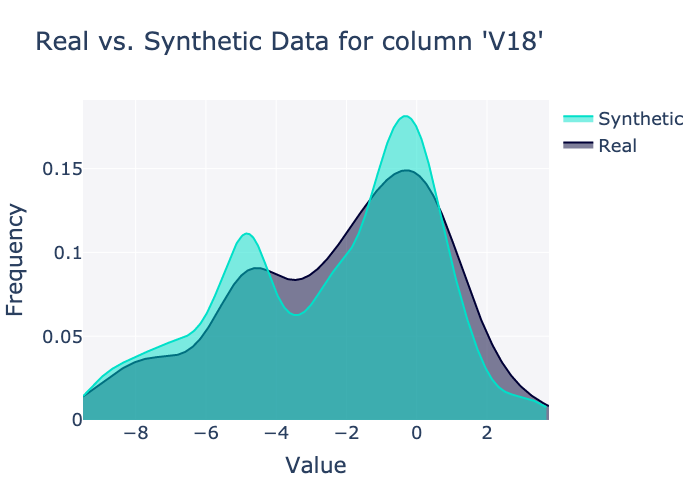 Real vs. Synthetic Data for column 'V18'
Synthetic
Real
0.15
0.1
0.05
0
Frequency
−8 −6 −4 −2 0 2
Value